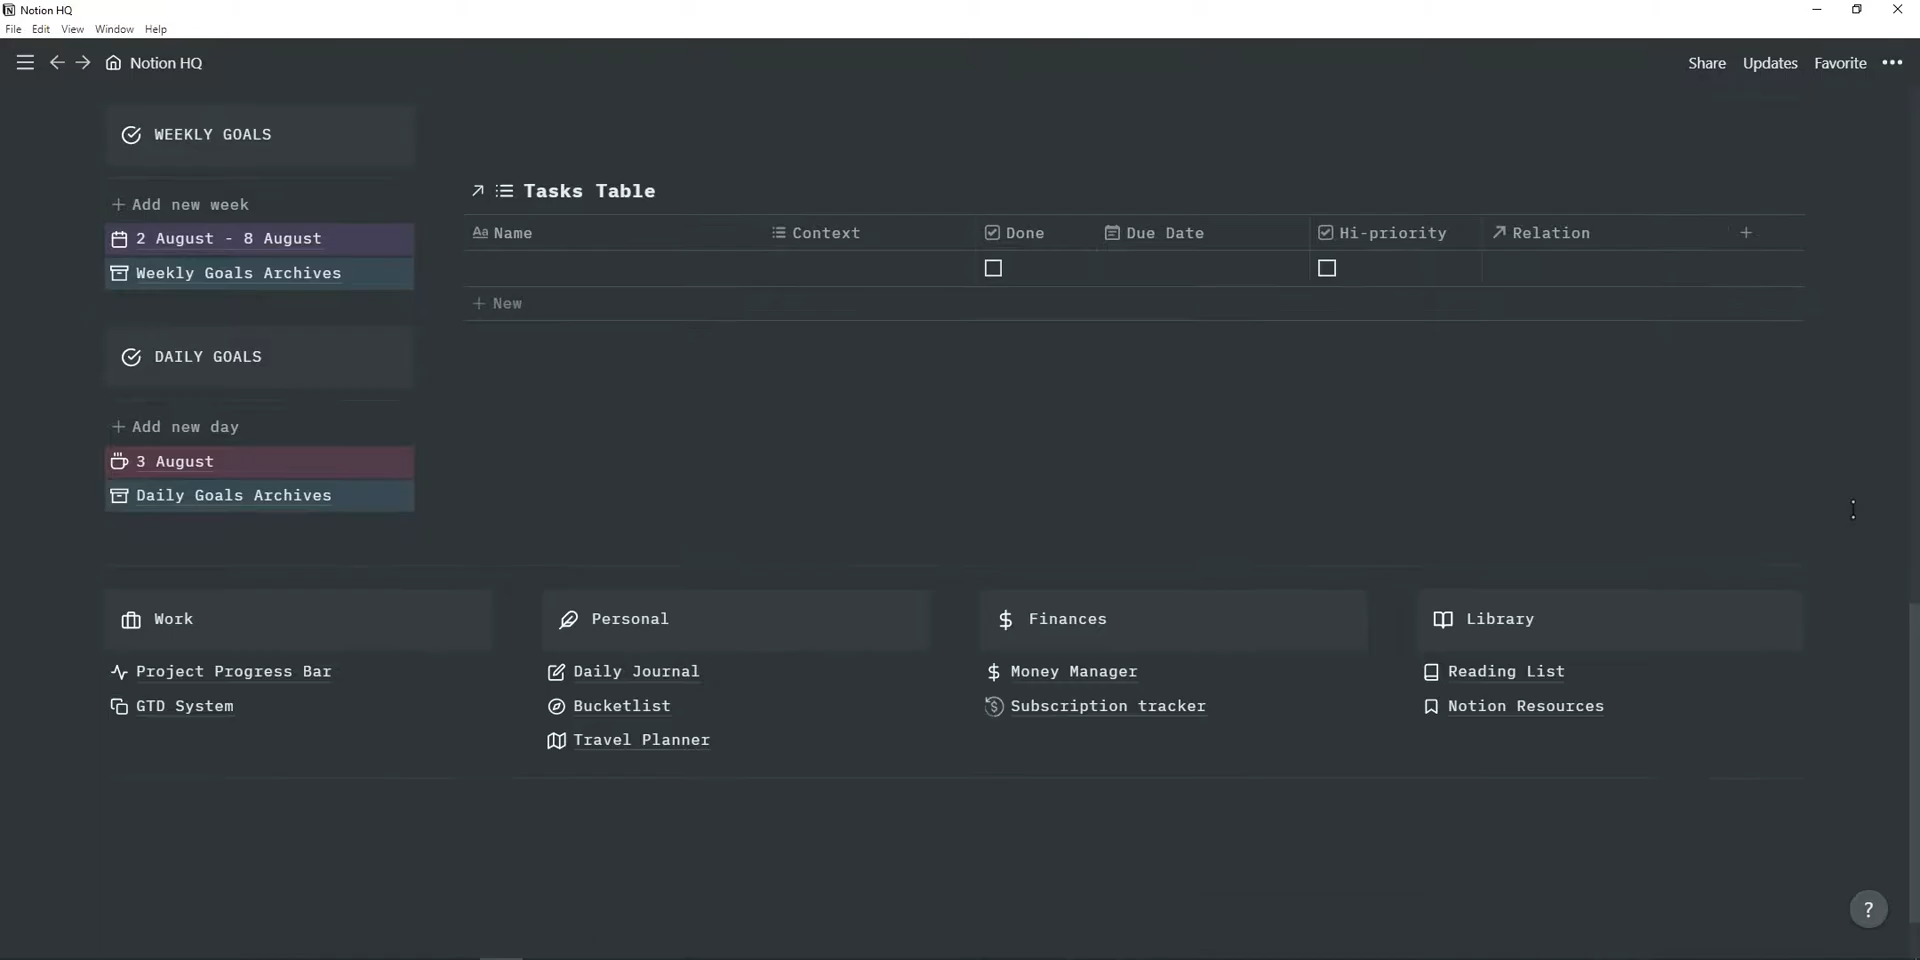 Notion HQ
File Edit View Window Help
Notion HQ
Share Updates Favorite
WEEKLY GOALS
+ Add new week
2 August - 8 August
Weekly Goals Archives
DAILY GOALS
+ Add new day
3 August
Daily Goals Archives
Tasks Table
Aa Name Context Done Due Date Hi-priority Relation +
+ New
Work
Project Progress Bar
GTD System
Personal
Daily Journal
Bucketlist
Travel Planner
Finances
Money Manager
Subscription tracker
Library
Reading List
Notion Resources
?